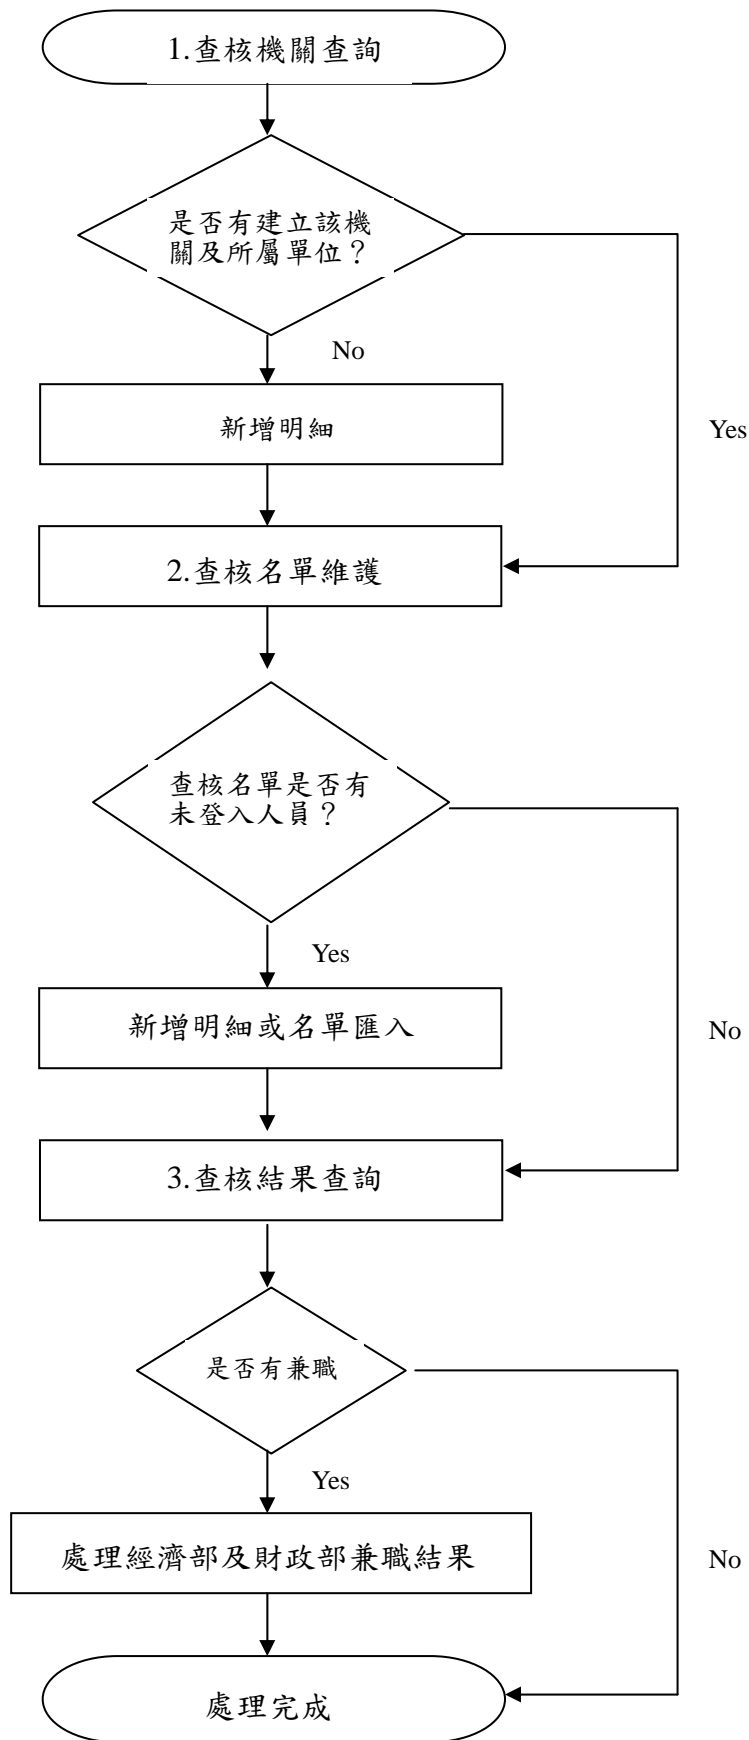 1.查核機關查詢
是否有建立該機
關及所屬單位？
No
新增明細
Yes
2.查核名單維護
查核名單是否有
未登入人員？
Yes
新增明細或名單匯入
No
3.查核結果查詢
是否有兼職
Yes
處理經濟部及財政部兼職結果
No
處理完成